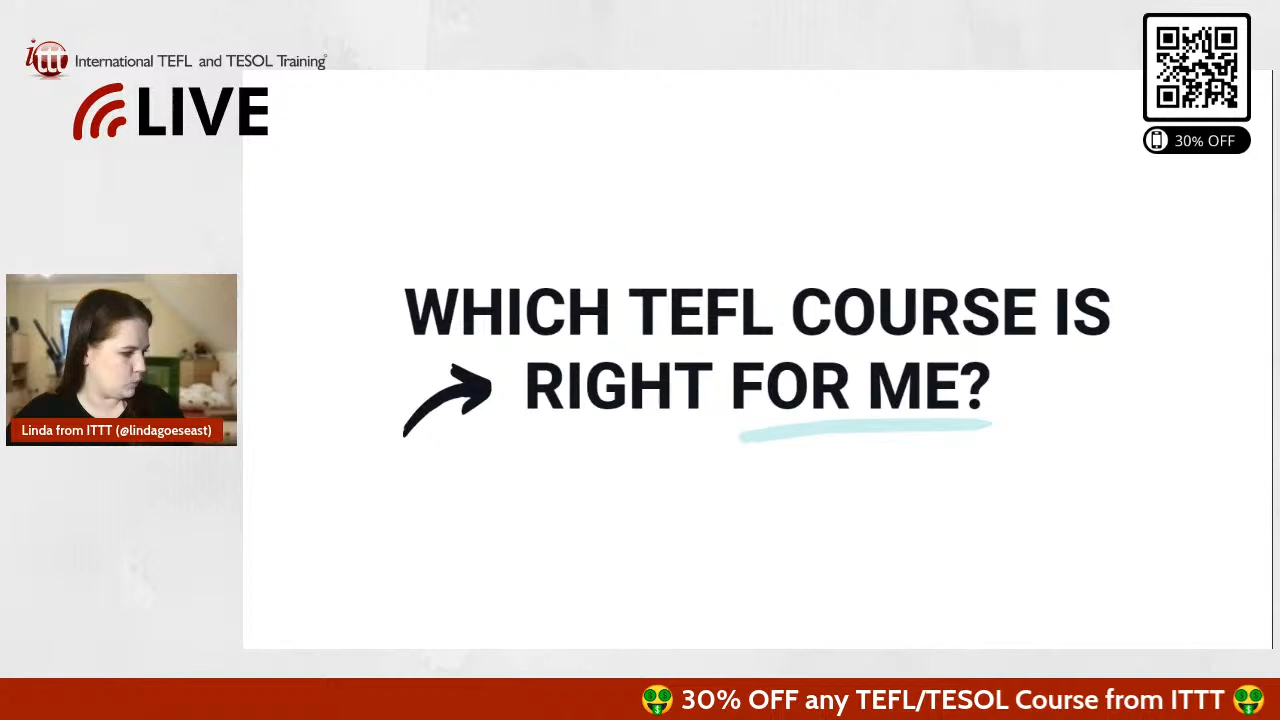 ittt International TEFL and TESOL Training
LIVE
30% OFF
WHICH TEFL COURSE IS
RIGHT FOR ME?
Linda from ITTT (@lindagoeseast)
30% OFF any TEFL/TESOL Course from ITTT